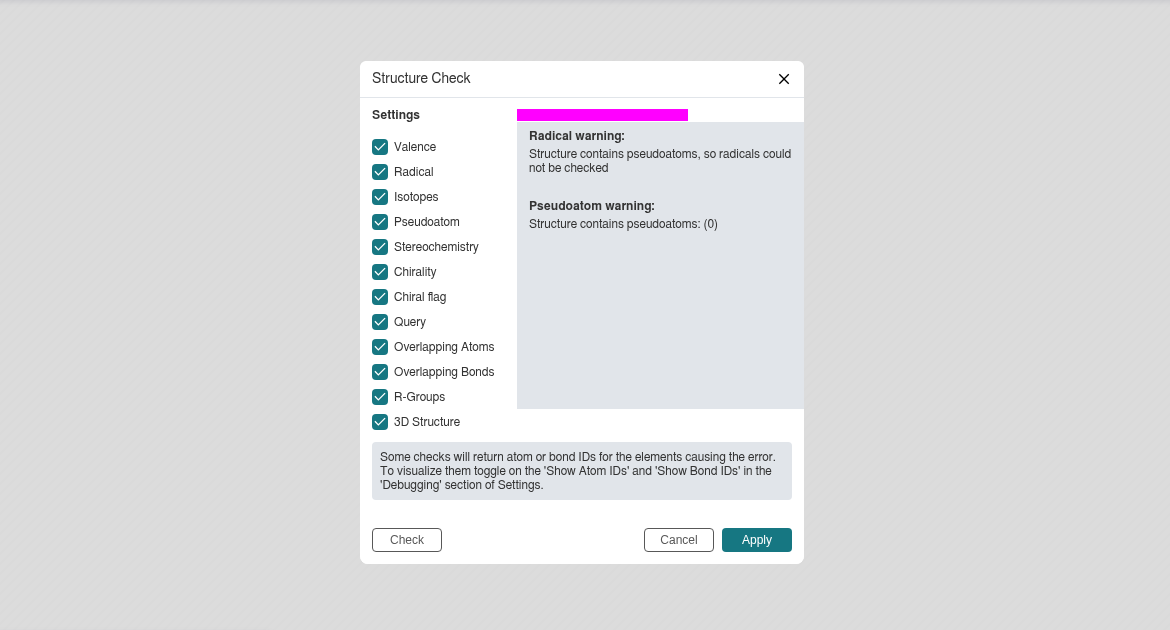 Structure Check
Settings
Valence
Radical
Isotopes
Pseudoatom
Stereochemistry
Chirality
Chiral flag
Query
Overlapping Atoms
Overlapping Bonds
R-Groups
3D Structure
Radical warning:
Structure contains pseudoatoms, so radicals could
not be checked
Pseudoatom warning:
Structure contains pseudoatoms: (0)
Some checks will return atom or bond IDs for the elements causing the error.
To visualize them toggle on the 'Show Atom IDs' and 'Show Bond IDs' in the
'Debugging' section of Settings.
Check
Cancel
Apply